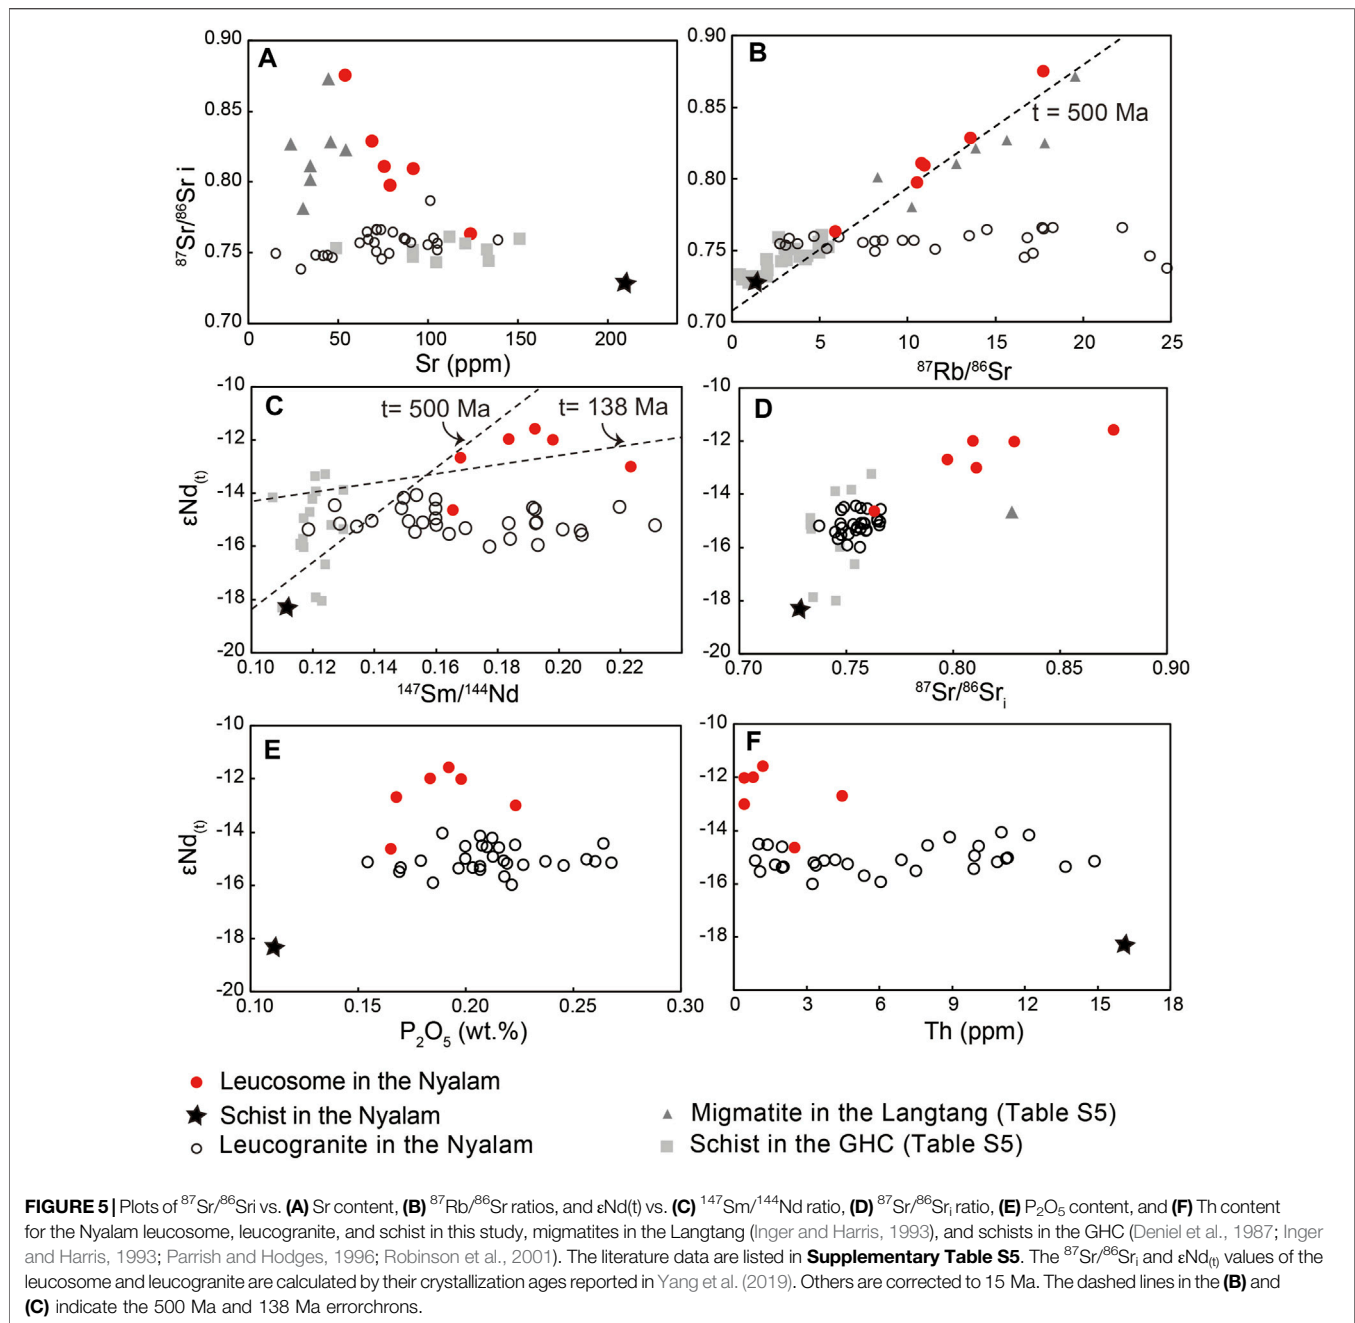 A
0.90
0.85
0.80
0.75
0.70
⁸⁷Sr/⁸⁶Sr i
0 50 100 150 200
Sr (ppm)
B
0.90
0.85
0.80
0.75
0.70
t = 500 Ma
0 5 10 15 20 25
⁸⁷Rb/⁸⁶Sr
C
-10
-12
-14
-16
-18
-20
εNd(t)
t= 500 Ma
t= 138 Ma
0.10 0.12 0.14 0.16 0.18 0.20 0.22
¹⁴⁷Sm/¹⁴⁴Nd
D
-10
-12
-14
-16
-18
-20
0.70 0.75 0.80 0.85 0.90
⁸⁷Sr/⁸⁶Srᵢ
E
-10
-12
-14
-16
-18
-20
εNd(t)
0.10 0.15 0.20 0.25 0.30
P₂O₅ (wt.%)
F
-10
-12
-14
-16
-18
0 3 6 9 12 15 18
Th (ppm)
Leucosome in the Nyalam
Schist in the Nyalam
Leucogranite in the Nyalam
Migmatite in the Langtang (Table S5)
Schist in the GHC (Table S5)
FIGURE 5 | Plots of ⁸⁷Sr/⁸⁶Sri vs. (A) Sr content, (B) ⁸⁷Rb/⁸⁶Sr ratios, and εNd(t) vs. (C) ¹⁴⁷Sm/¹⁴⁴Nd ratio, (D) ⁸⁷Sr/⁸⁶Srᵢ ratio, (E) P₂O₅ content, and (F) Th content
for the Nyalam leucosome, leucogranite, and schist in this study, migmatites in the Langtang (Inger and Harris, 1993), and schists in the GHC (Deniel et al., 1987; Inger
and Harris, 1993; Parrish and Hodges, 1996; Robinson et al., 2001). The literature data are listed in Supplementary Table S5. The ⁸⁷Sr/⁸⁶Srᵢ and εNd(t) values of the
leucosome and leucogranite are calculated by their crystallization ages reported in Yang et al. (2019). Others are corrected to 15 Ma. The dashed lines in the (B) and
(C) indicate the 500 Ma and 138 Ma errorchrons.